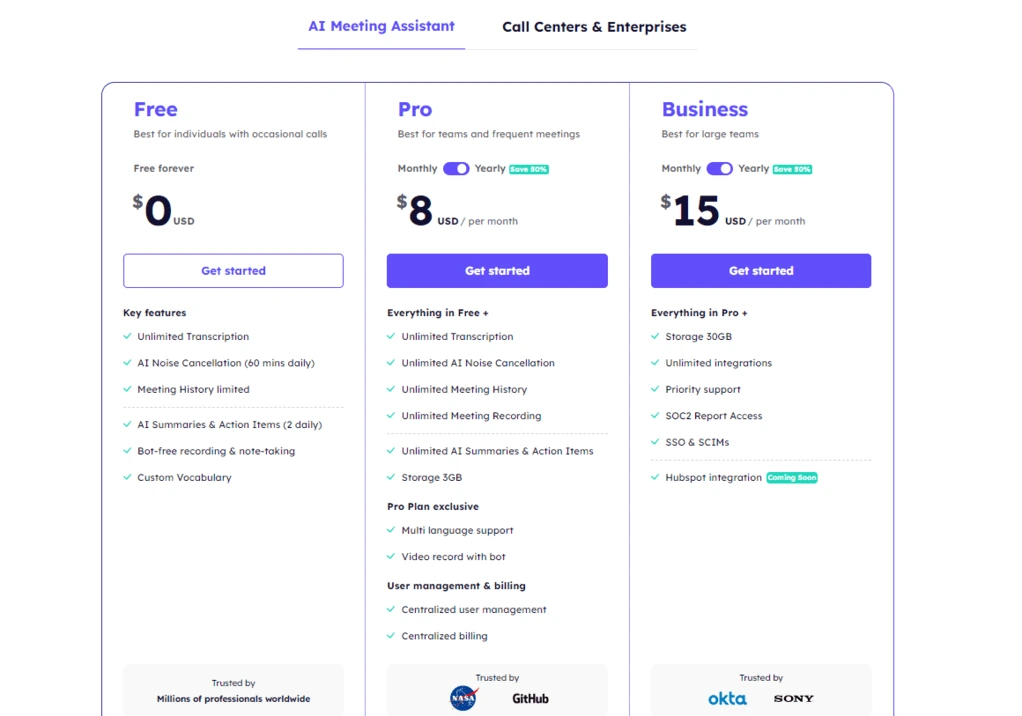 AI Meeting Assistant
Call Centers & Enterprises
Free
Best for individuals with occasional calls
Free forever
$0 USD
Get started
Key features
Unlimited Transcription
AI Noise Cancellation (60 mins daily)
Meeting History limited
AI Summaries & Action Items (2 daily)
Bot-free recording & note-taking
Custom Vocabulary
Trusted by
Millions of professionals worldwide
Pro
Best for teams and frequent meetings
Monthly Yearly Save 50%
$8 USD / per month
Get started
Everything in Free +
Unlimited Transcription
Unlimited AI Noise Cancellation
Unlimited Meeting History
Unlimited Meeting Recording
Unlimited AI Summaries & Action Items
Storage 3GB
Pro Plan exclusive
Multi language support
Video record with bot
User management & billing
Centralized user management
Centralized billing
Trusted by
NASA GitHub
Business
Best for large teams
Monthly Yearly Save 50%
$15 USD / per month
Get started
Everything in Pro +
Storage 30GB
Unlimited integrations
Priority support
SOC2 Report Access
SSO & SCIMs
Hubspot integration Coming Soon
Trusted by
okta SONY